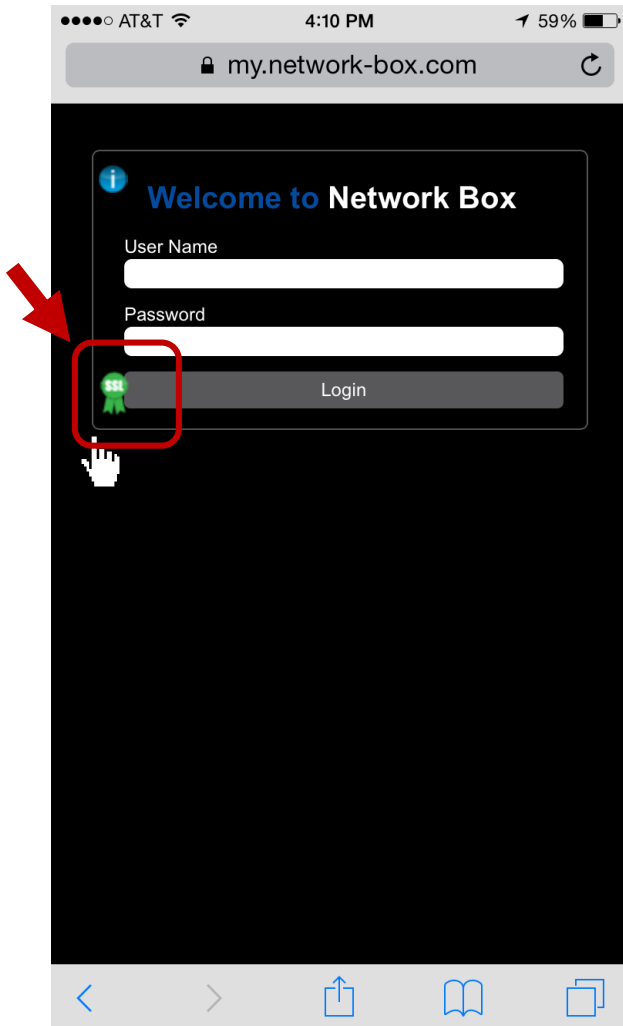 AT&T 4:10 PM 59%
my.network-box.com
i
Welcome to Network Box
User Name
Password
SSL Login